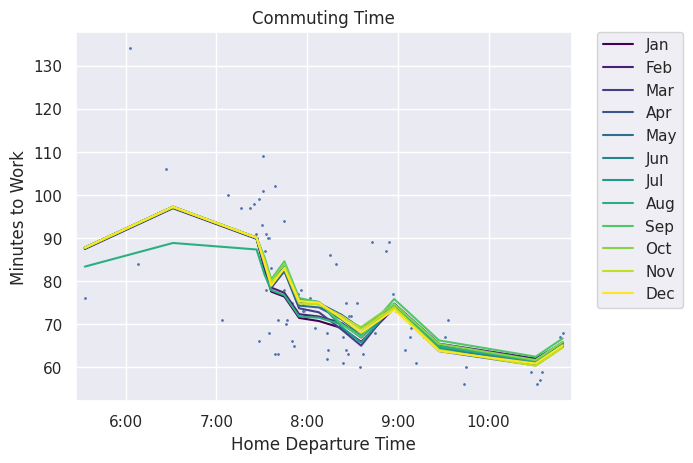 Commuting Time
Minutes to Work
130
120
110
100
90
80
70
60
6:00 7:00 8:00 9:00 10:00
Home Departure Time
Jan
Feb
Mar
Apr
May
Jun
Jul
Aug
Sep
Oct
Nov
Dec